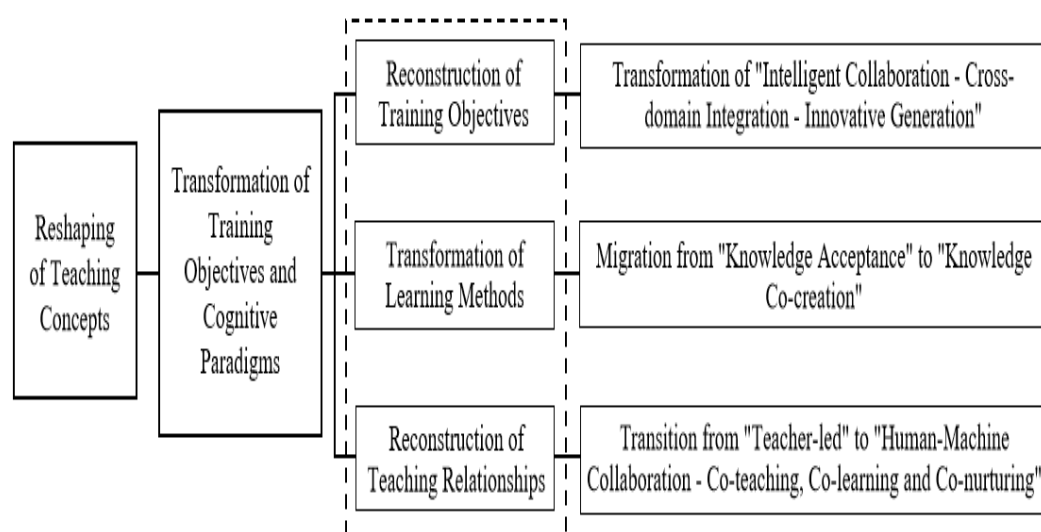 Reshaping
of Teaching
Concepts
Transformation of
Training
Objectives and
Cognitive
Paradigms
Reconstruction of
Training Objectives
Transformation of "Intelligent Collaboration - Cross-
domain Integration - Innovative Generation"
Transformation of
Learning Methods
Migration from "Knowledge Acceptance" to "Knowledge
Co-creation"
Reconstruction of
Teaching Relationships
Transition from "Teacher-led" to "Human-Machine
Collaboration - Co-teaching, Co-learning and Co-nurturing"